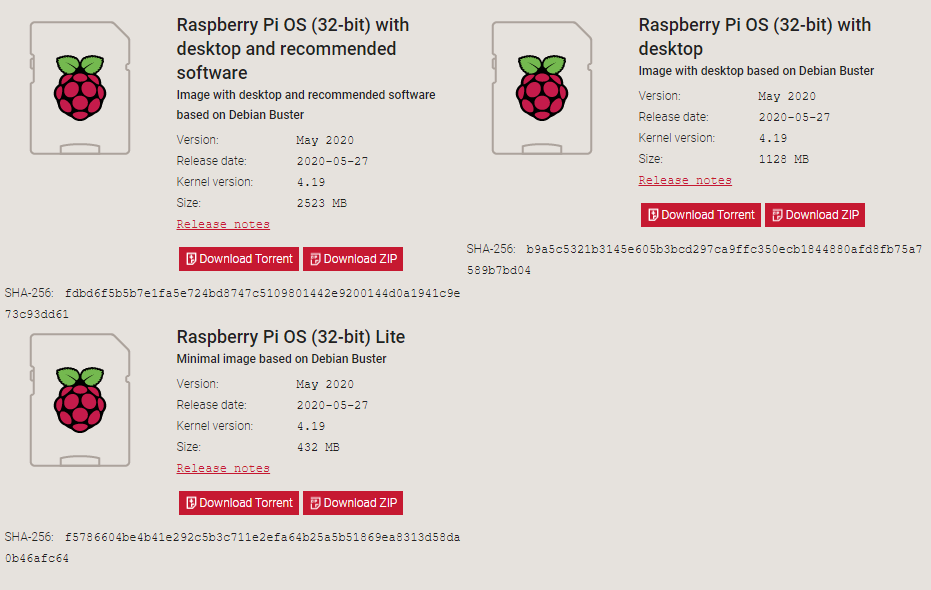 Raspberry Pi OS (32-bit) with
desktop and recommended
software
Image with desktop and recommended software
based on Debian Buster
Version: May 2020
Release date: 2020-05-27
Kernel version: 4.19
Size: 2523 MB
Release notes
Download Torrent Download ZIP
SHA-256: fdbd6f5b5b7e1fa5e724bd8747c5109801442e9200144d0a1941c9e
73c93dd61
Raspberry Pi OS (32-bit) with
desktop
Image with desktop based on Debian Buster
Version: May 2020
Release date: 2020-05-27
Kernel version: 4.19
Size: 1128 MB
Release notes
Download Torrent Download ZIP
SHA-256: b9a5c5321b3145e605b3bcd297ca9ffc350ecb1844880afd8fb75a7
589b7bd04
Raspberry Pi OS (32-bit) Lite
Minimal image based on Debian Buster
Version: May 2020
Release date: 2020-05-27
Kernel version: 4.19
Size: 432 MB
Release notes
Download Torrent Download ZIP
SHA-256: f5786604be4b41e292c5b3c711e2efa64b25a5b51869ea8313d58da
0b46afc64